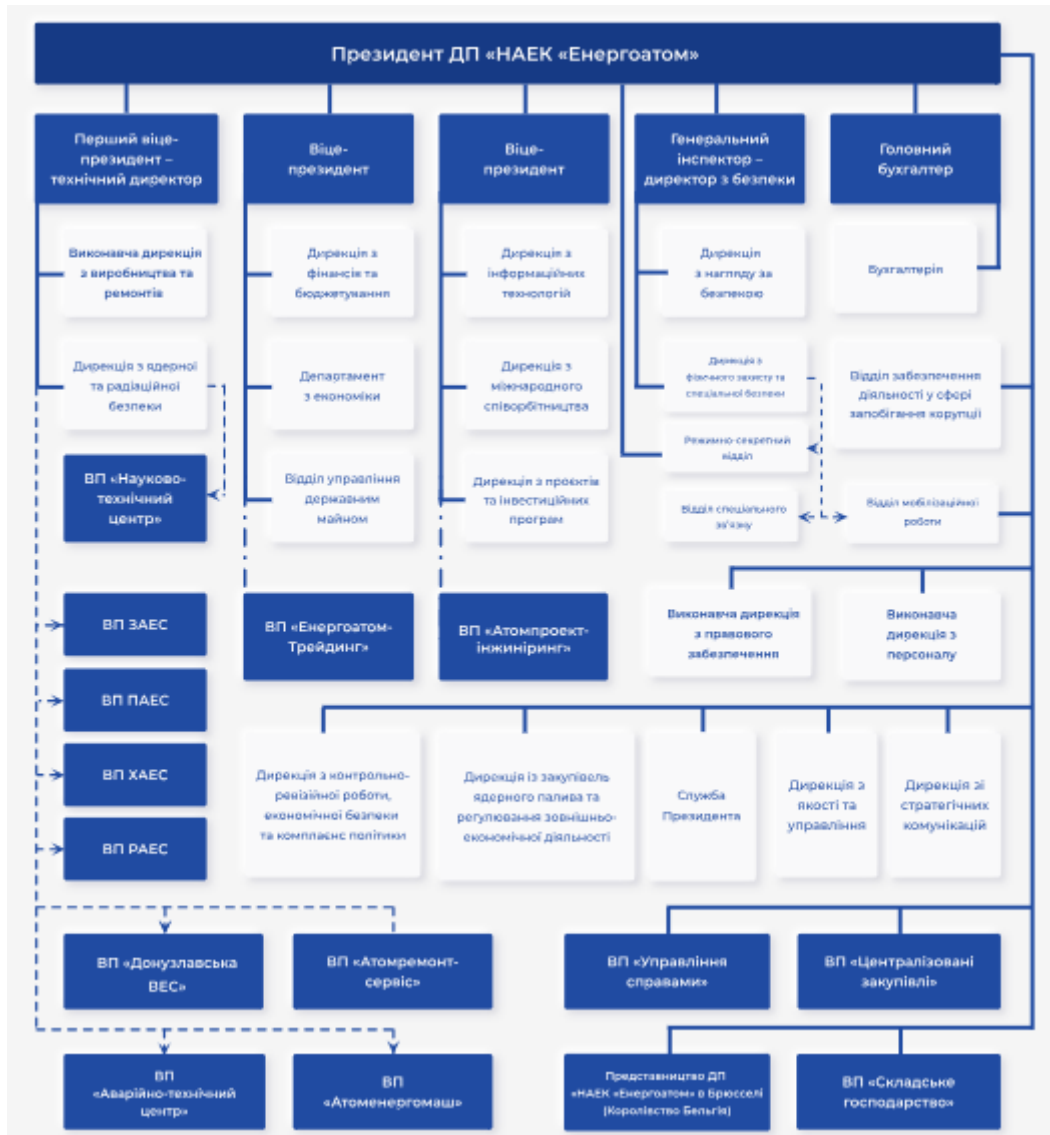 Президент ДП «НАЕК «Енергоатом»
Перший віце-
президент –
технічний директор
Віце-
президент
Віце-
президент
Генеральний
інспектор –
директор з безпеки
Головний
бухгалтер
Виконавча дирекція
з виробництва та
ремонтів
Дирекція з
фінансів та
бюджетування
Дирекція з
інформаційних
технологій
Дирекція
з нагляду за
безпекою
Бухгалтерія
Дирекція з ядерної
та радіаційної
безпеки
Департамент
з економіки
Дирекція з
міжнародного
співробітництва
Дирекція з
фізичного захисту та
спеціальної безпеки
Відділ забезпечення
діяльності у сфері
запобігання корупції
Режимно-секретний
відділ
ВП «Науково-
технічний
центр»
Відділ управління
державним
майном
Дирекція з проєктів
та інвестиційних
програм
Відділ спеціального
зв'язку
Відділ мобілізаційної
роботи
ВП ЗАЕС
ВП «Енергоатом-
Трейдинг»
ВП «Атомпроект-
інжиніринг»
Виконавча дирекція
з правового
забезпечення
Виконавча
дирекція з
персоналу
ВП ПАЕС
ВП ХАЕС
ВП РАЕС
Дирекція з контрольно-
ревізійної роботи,
економічної безпеки
та комплаєнс політики
Дирекція із закупівель
ядерного палива та
регулювання зовнішньо-
економічної діяльності
Служба
Президента
Дирекція з
якості та
управління
Дирекція зі
стратегічних
комунікацій
ВП «Донузлавська
ВЕС»
ВП «Атомремонт-
сервіс»
ВП «Управління
справами»
ВП «Централізовані
закупівлі»
ВП
«Аварійно-технічний
центр»
ВП
«Атоменергомаш»
Представництво ДП
«НАЕК «Енергоатом» в Брюсселі
(Королівство Бельгія)
ВП «Складське
господарство»